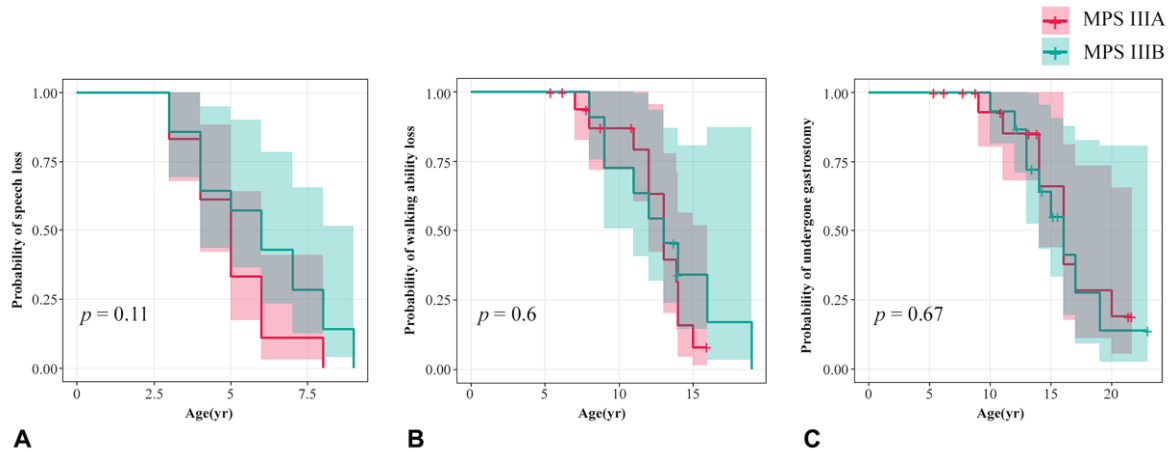 MPS IIIA
MPS IIIB
Probability of speech loss
1.00
0.75
0.50
0.25
0.00
p = 0.11
0
2.5
5
7.5
Age(yr)
A
Probability of walking ability loss
1.00
0.75
0.50
0.25
0.00
p = 0.6
0
5
10
15
Age(yr)
B
Probability of undergone gastrostomy
1.00
0.75
0.50
0.25
0.00
p = 0.67
0
5
10
15
20
Age(yr)
C